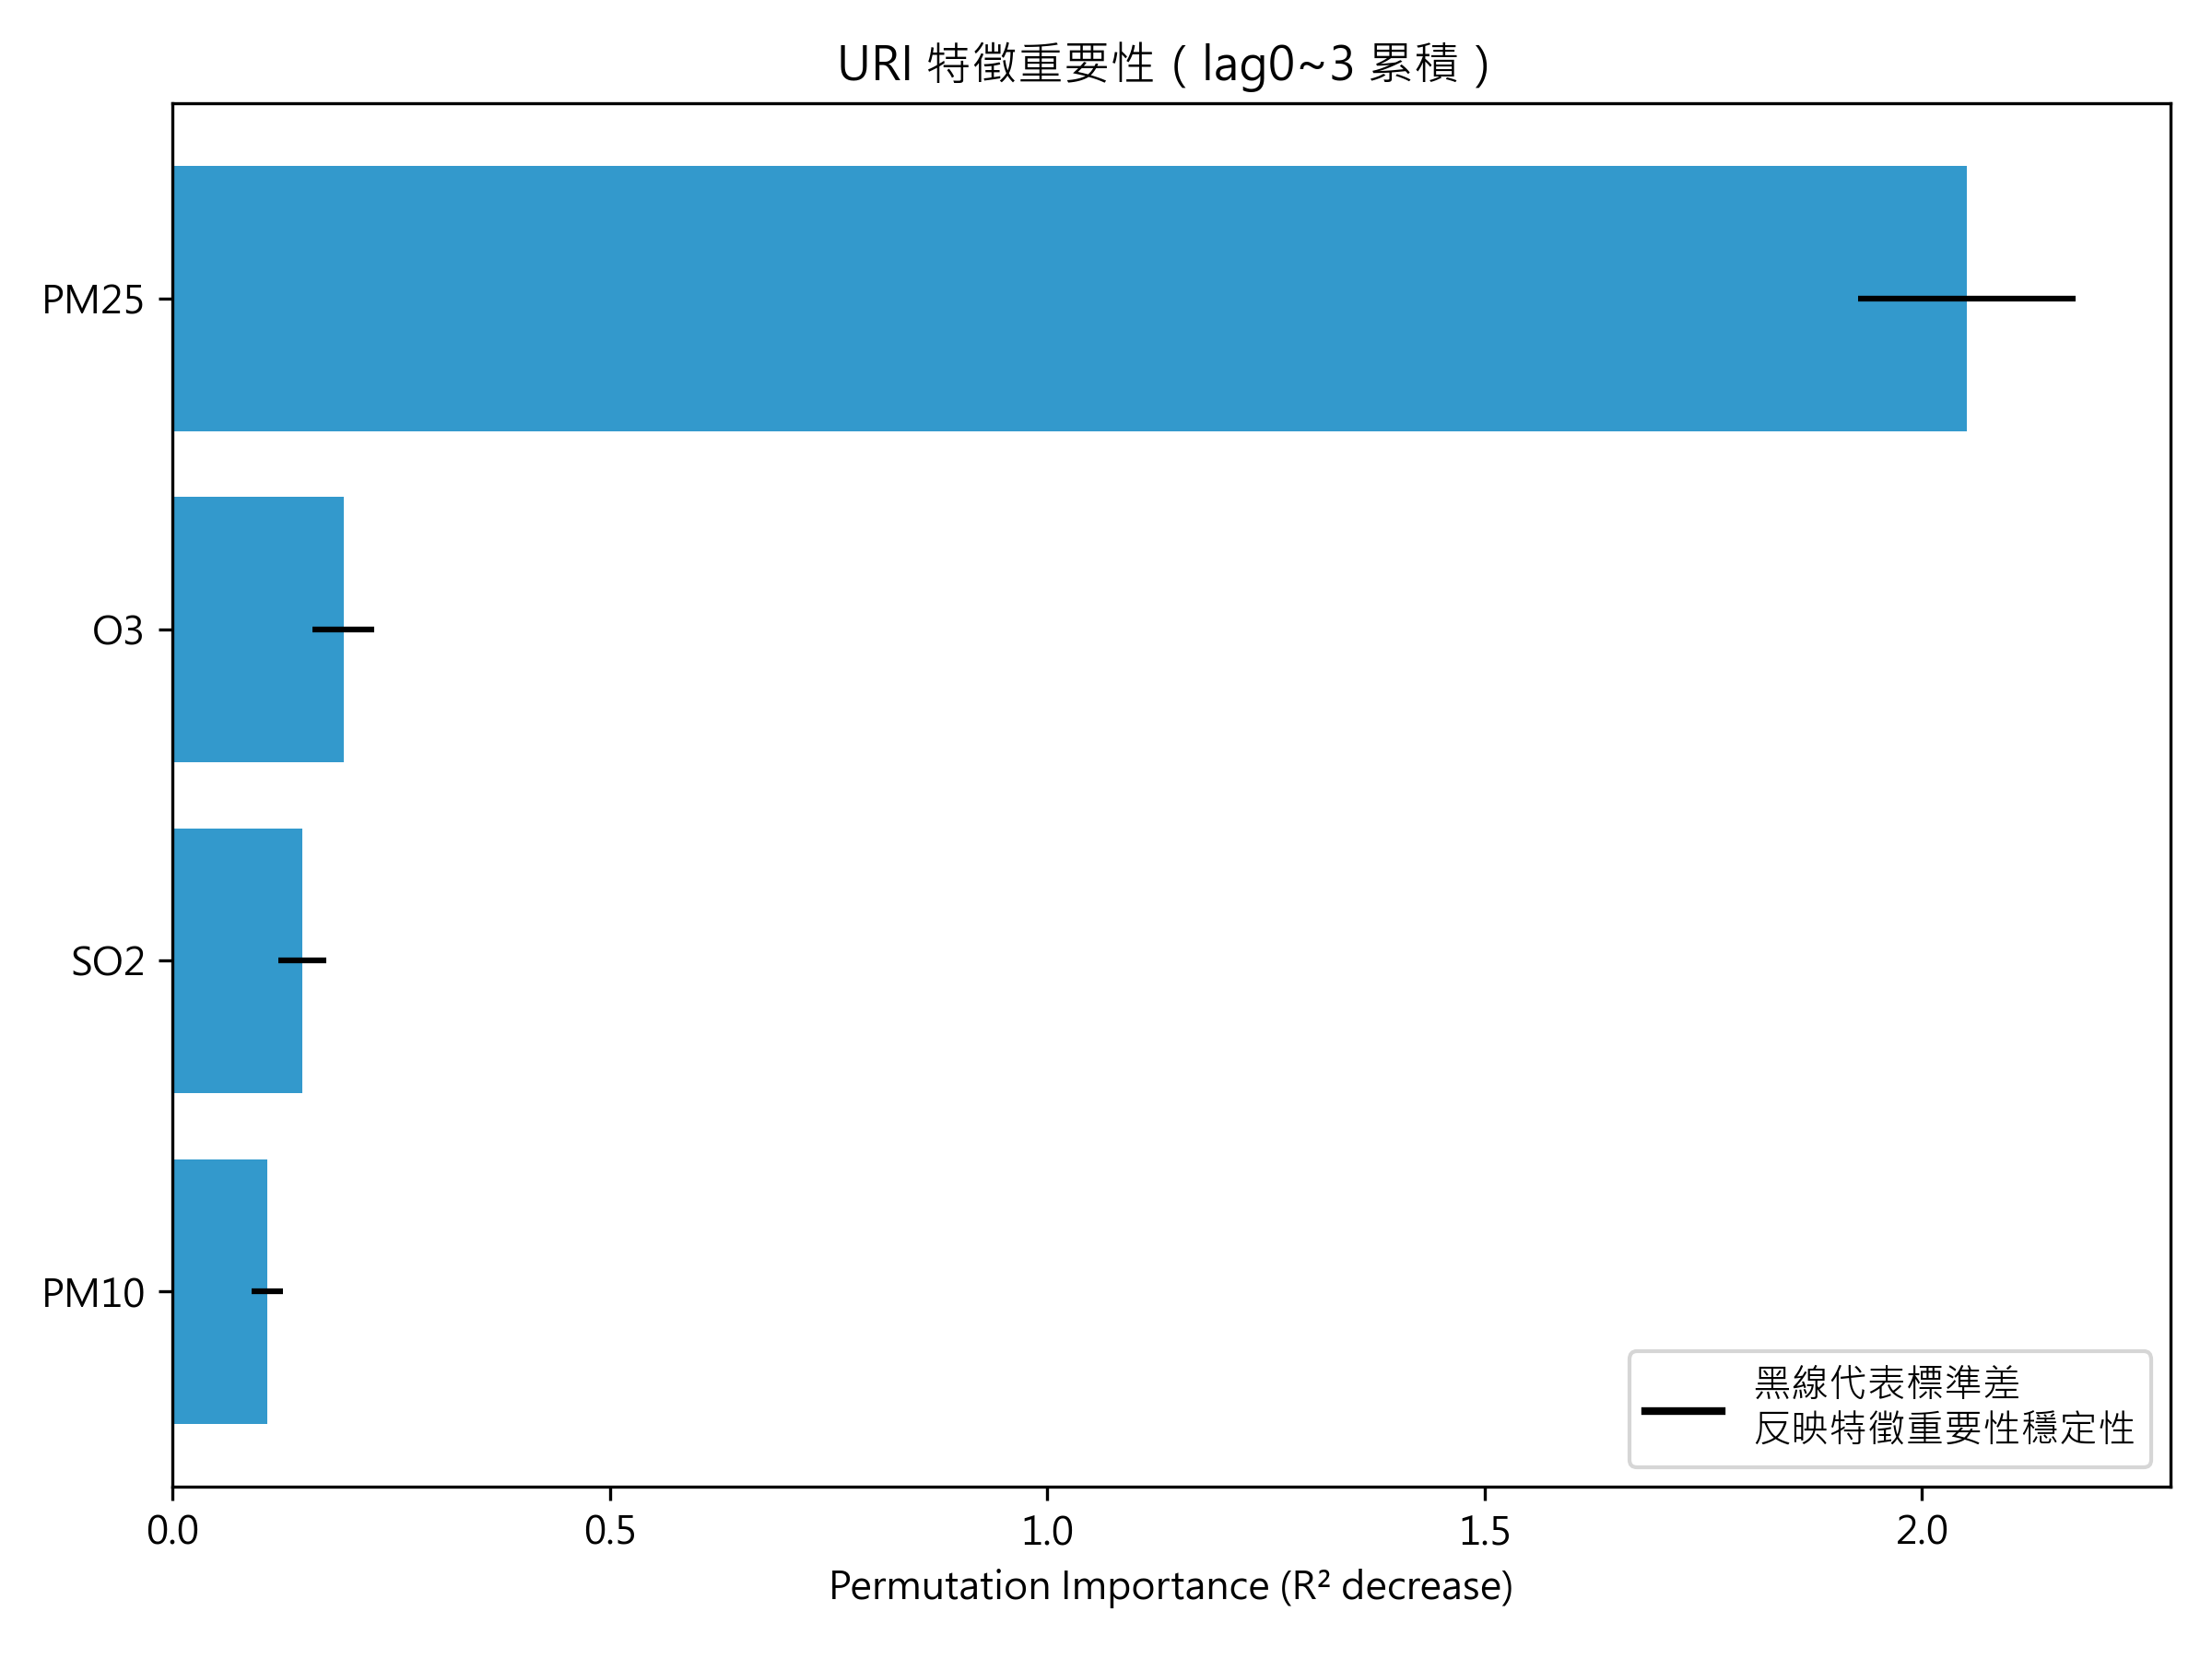 URI 特徵重要性（lag0~3 累積）
PM25
O3
SO2
PM10
黑線代表標準差
反映特徵重要性穩定性
0.0 0.5 1.0 1.5 2.0
Permutation Importance (R² decrease)